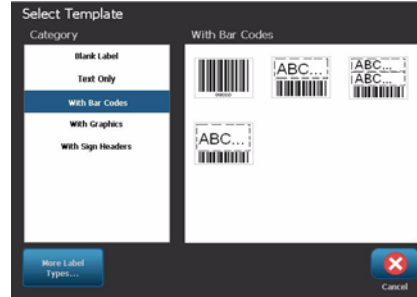 Select Template
Category
With Bar Codes
Blank Label
Text Only
With Bar Codes
With Graphics
With Sign Headers
ABC...
ABC...
ABC...
ABC...
More Label
Types...
Cancel